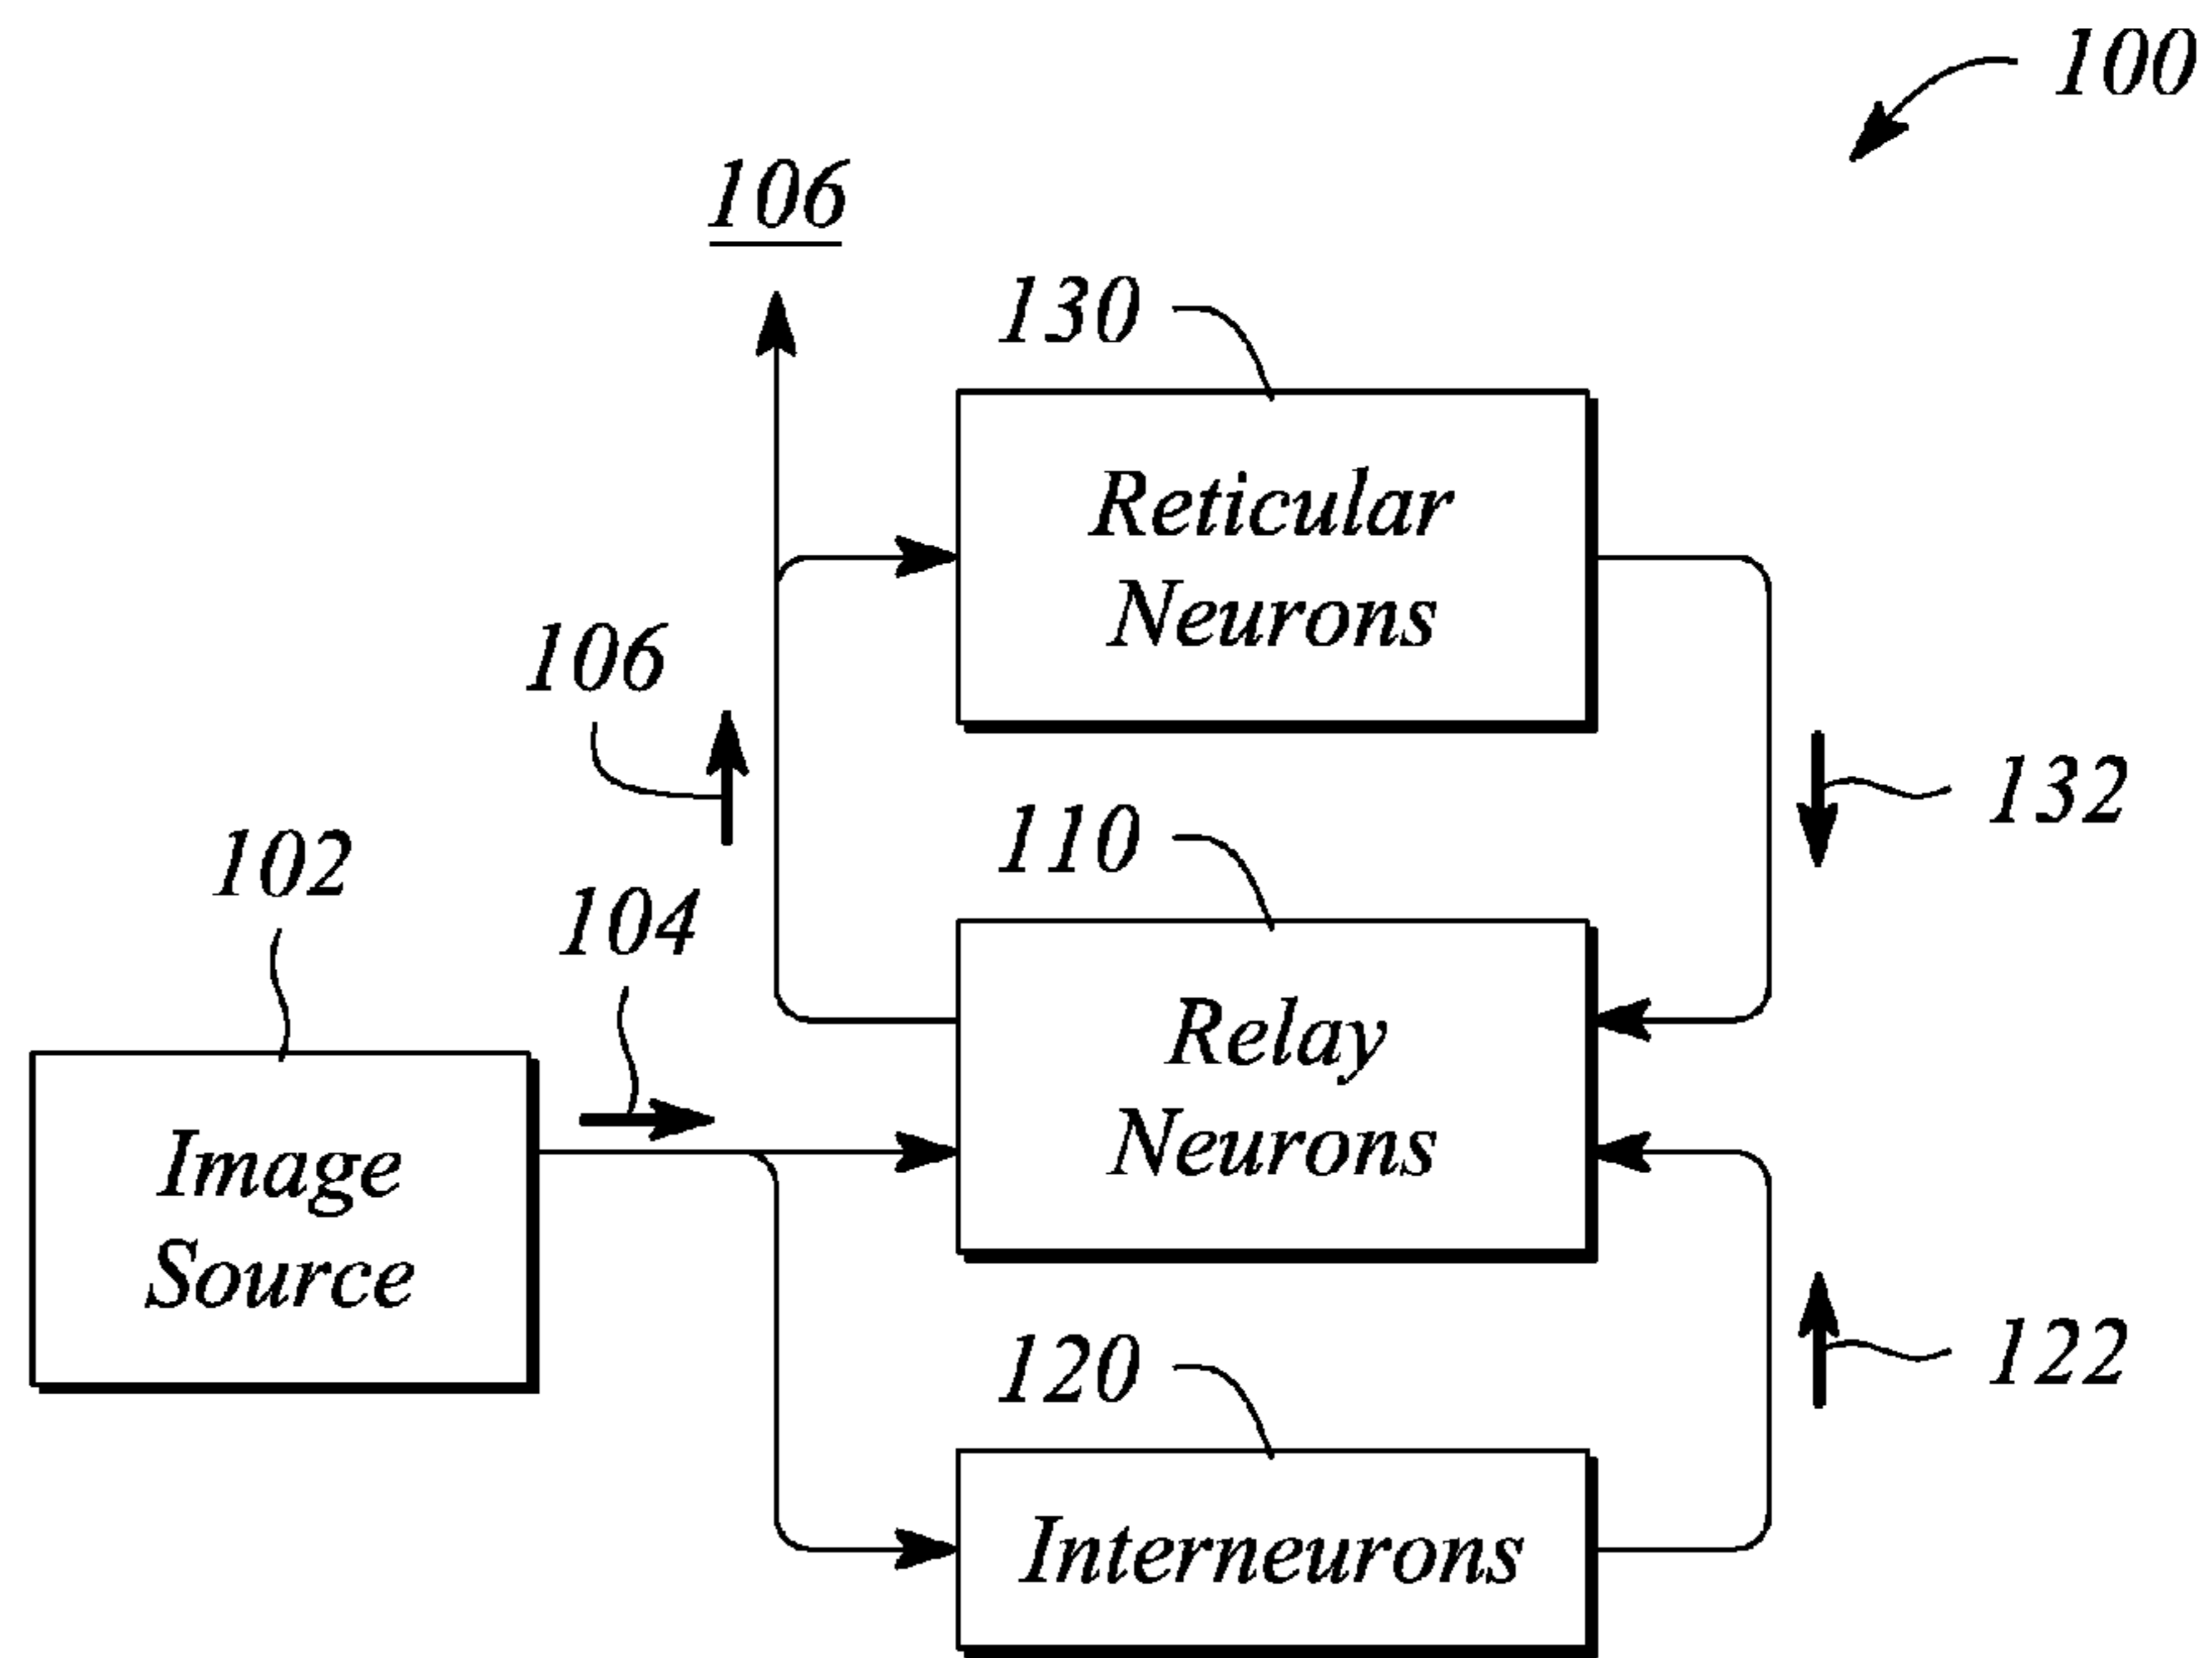 100
106
130
Reticular
Neurons
106
132
110
102
104
Relay
Neurons
Image
Source
122
120
Interneurons